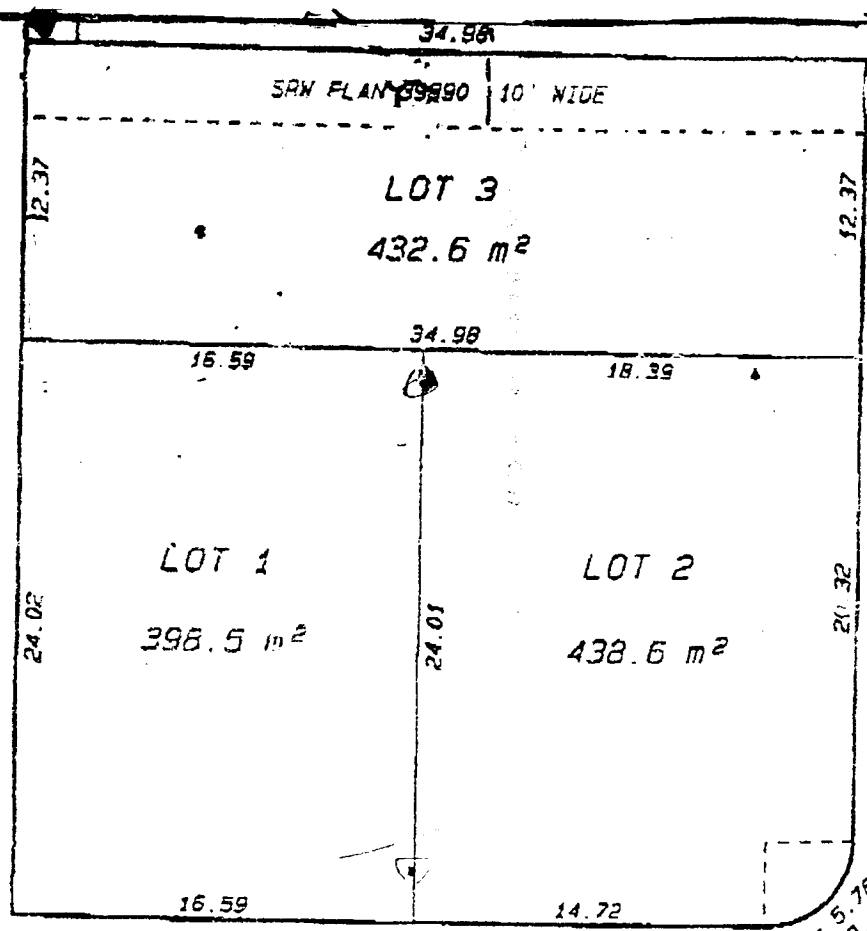 34.98
SRW PLAN 39990 10' WIDE
12.37
12.37
LOT 3
432.6 m²
34.98
16.59
18.39
LOT 1
398.5 m²
24.02
24.01
LOT 2
438.6 m²
20.32
16.59
14.72